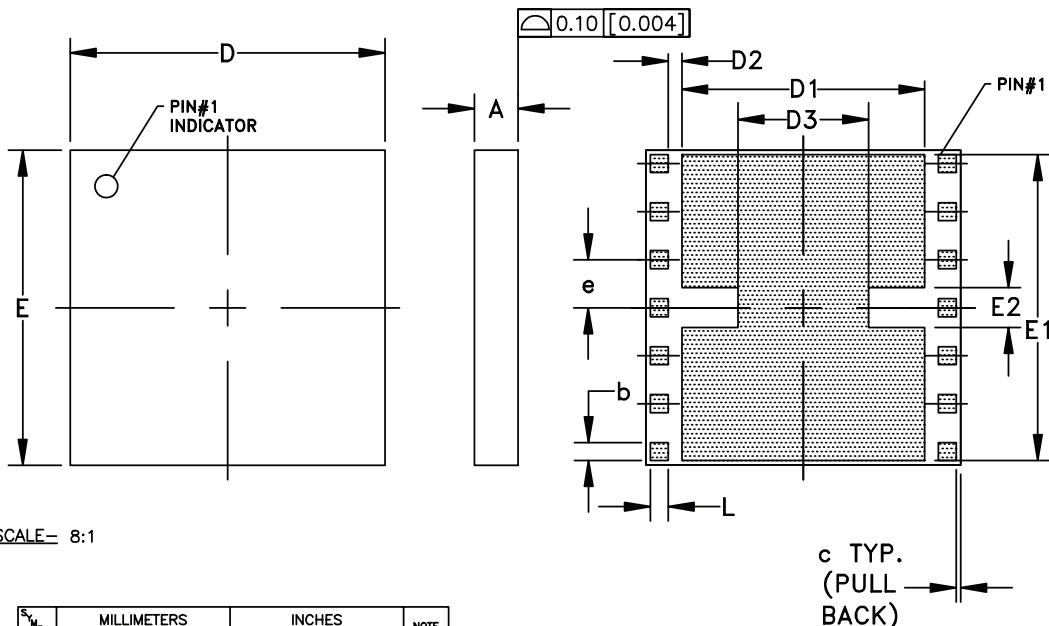 0.10 [0.004]
D
D2
D1
PIN#1
INDICATOR
A
PIN#1
D3
e
E
E2
E1
b
L
SCALE- 8:1
c TYP.
(PULL
BACK)
MILLIMETERS
INCHES
NOTE